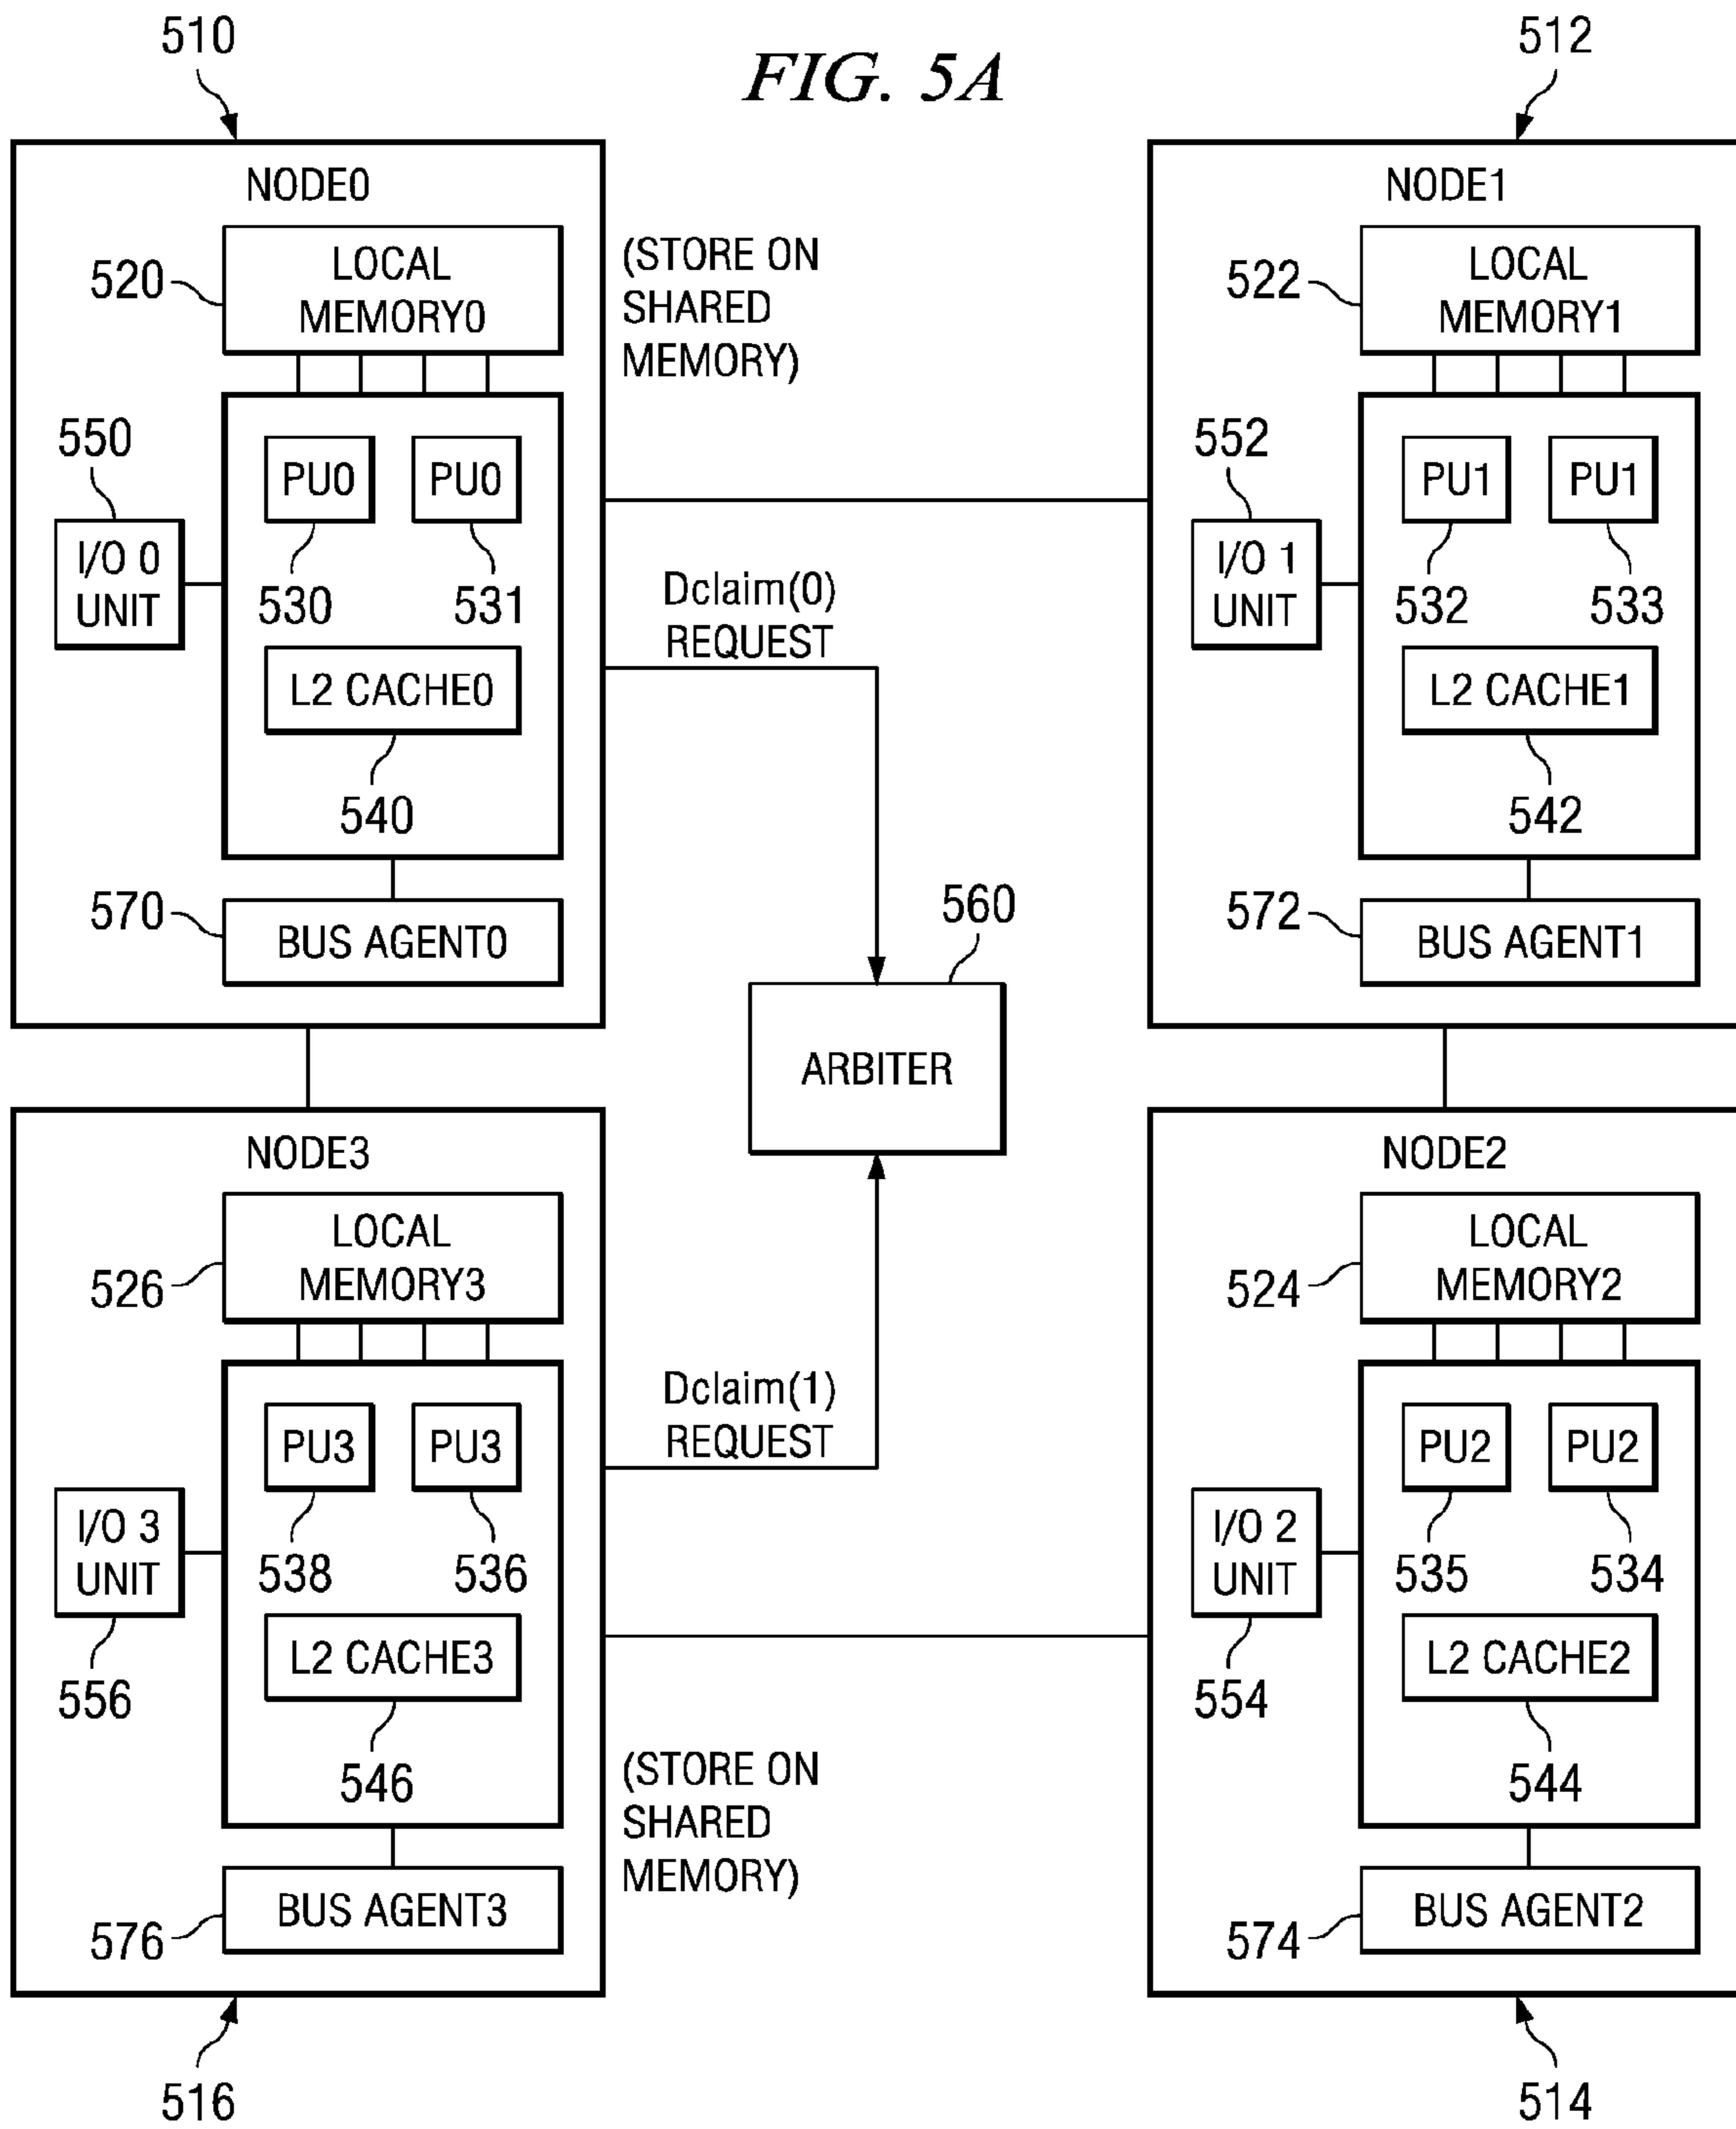 FIG. 5A
510
NODE0
520
LOCAL
MEMORY0
(STORE ON
SHARED
MEMORY)
550
I/O 0
UNIT
PU0
PU0
530
531
L2 CACHE0
540
570
BUS AGENT0
Dclaim(0)
REQUEST
512
NODE1
522
LOCAL
MEMORY1
552
I/O 1
UNIT
PU1
PU1
532
533
L2 CACHE1
542
572
BUS AGENT1
560
ARBITER
NODE3
526
LOCAL
MEMORY3
PU3
PU3
538
536
I/O 3
UNIT
556
L2 CACHE3
546
576
BUS AGENT3
516
Dclaim(1)
REQUEST
(STORE ON
SHARED
MEMORY)
NODE2
524
LOCAL
MEMORY2
PU2
PU2
535
534
I/O 2
UNIT
554
L2 CACHE2
544
574
BUS AGENT2
514